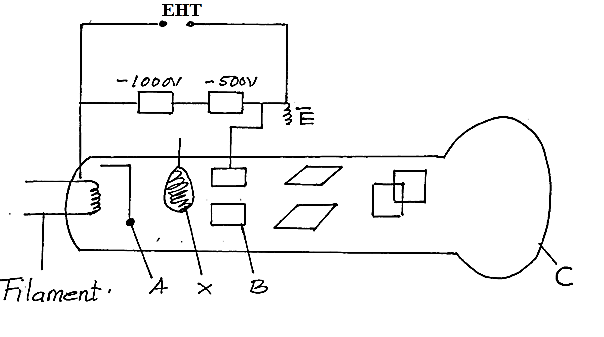 EHT
-1000V -500V
E
Filament.
A X B
C